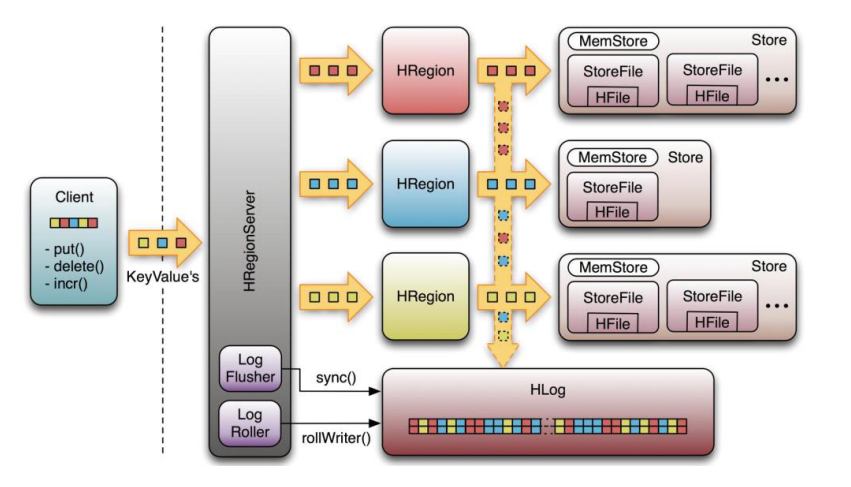 Client
- put()
- delete()
- incr()
KeyValue's
HRegionServer
Log
Flusher
Log
Roller
sync()
rollWriter()
HRegion
MemStore
Store
StoreFile
HFile
StoreFile
HFile
...
HRegion
MemStore
Store
StoreFile
HFile
HRegion
MemStore
Store
StoreFile
HFile
StoreFile
HFile
...
HLog